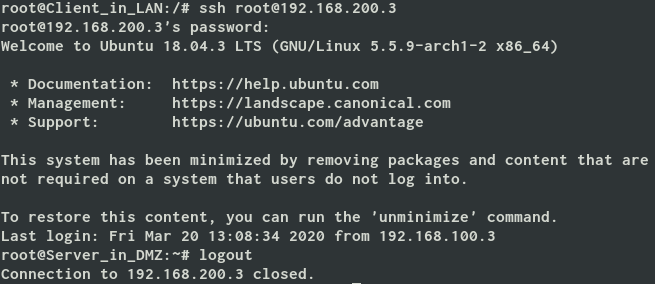 root@Client_in_LAN:/# ssh root@192.168.200.3
root@192.168.200.3's password:
Welcome to Ubuntu 18.04.3 LTS (GNU/Linux 5.5.9-arch1-2 x86_64)

 * Documentation:  https://help.ubuntu.com
 * Management:     https://landscape.canonical.com
 * Support:        https://ubuntu.com/advantage

This system has been minimized by removing packages and content that are
not required on a system that users do not log into.

To restore this content, you can run the 'unminimize' command.
Last login: Fri Mar 20 13:08:34 2020 from 192.168.100.3
root@Server_in_DMZ:~# logout
Connection to 192.168.200.3 closed.